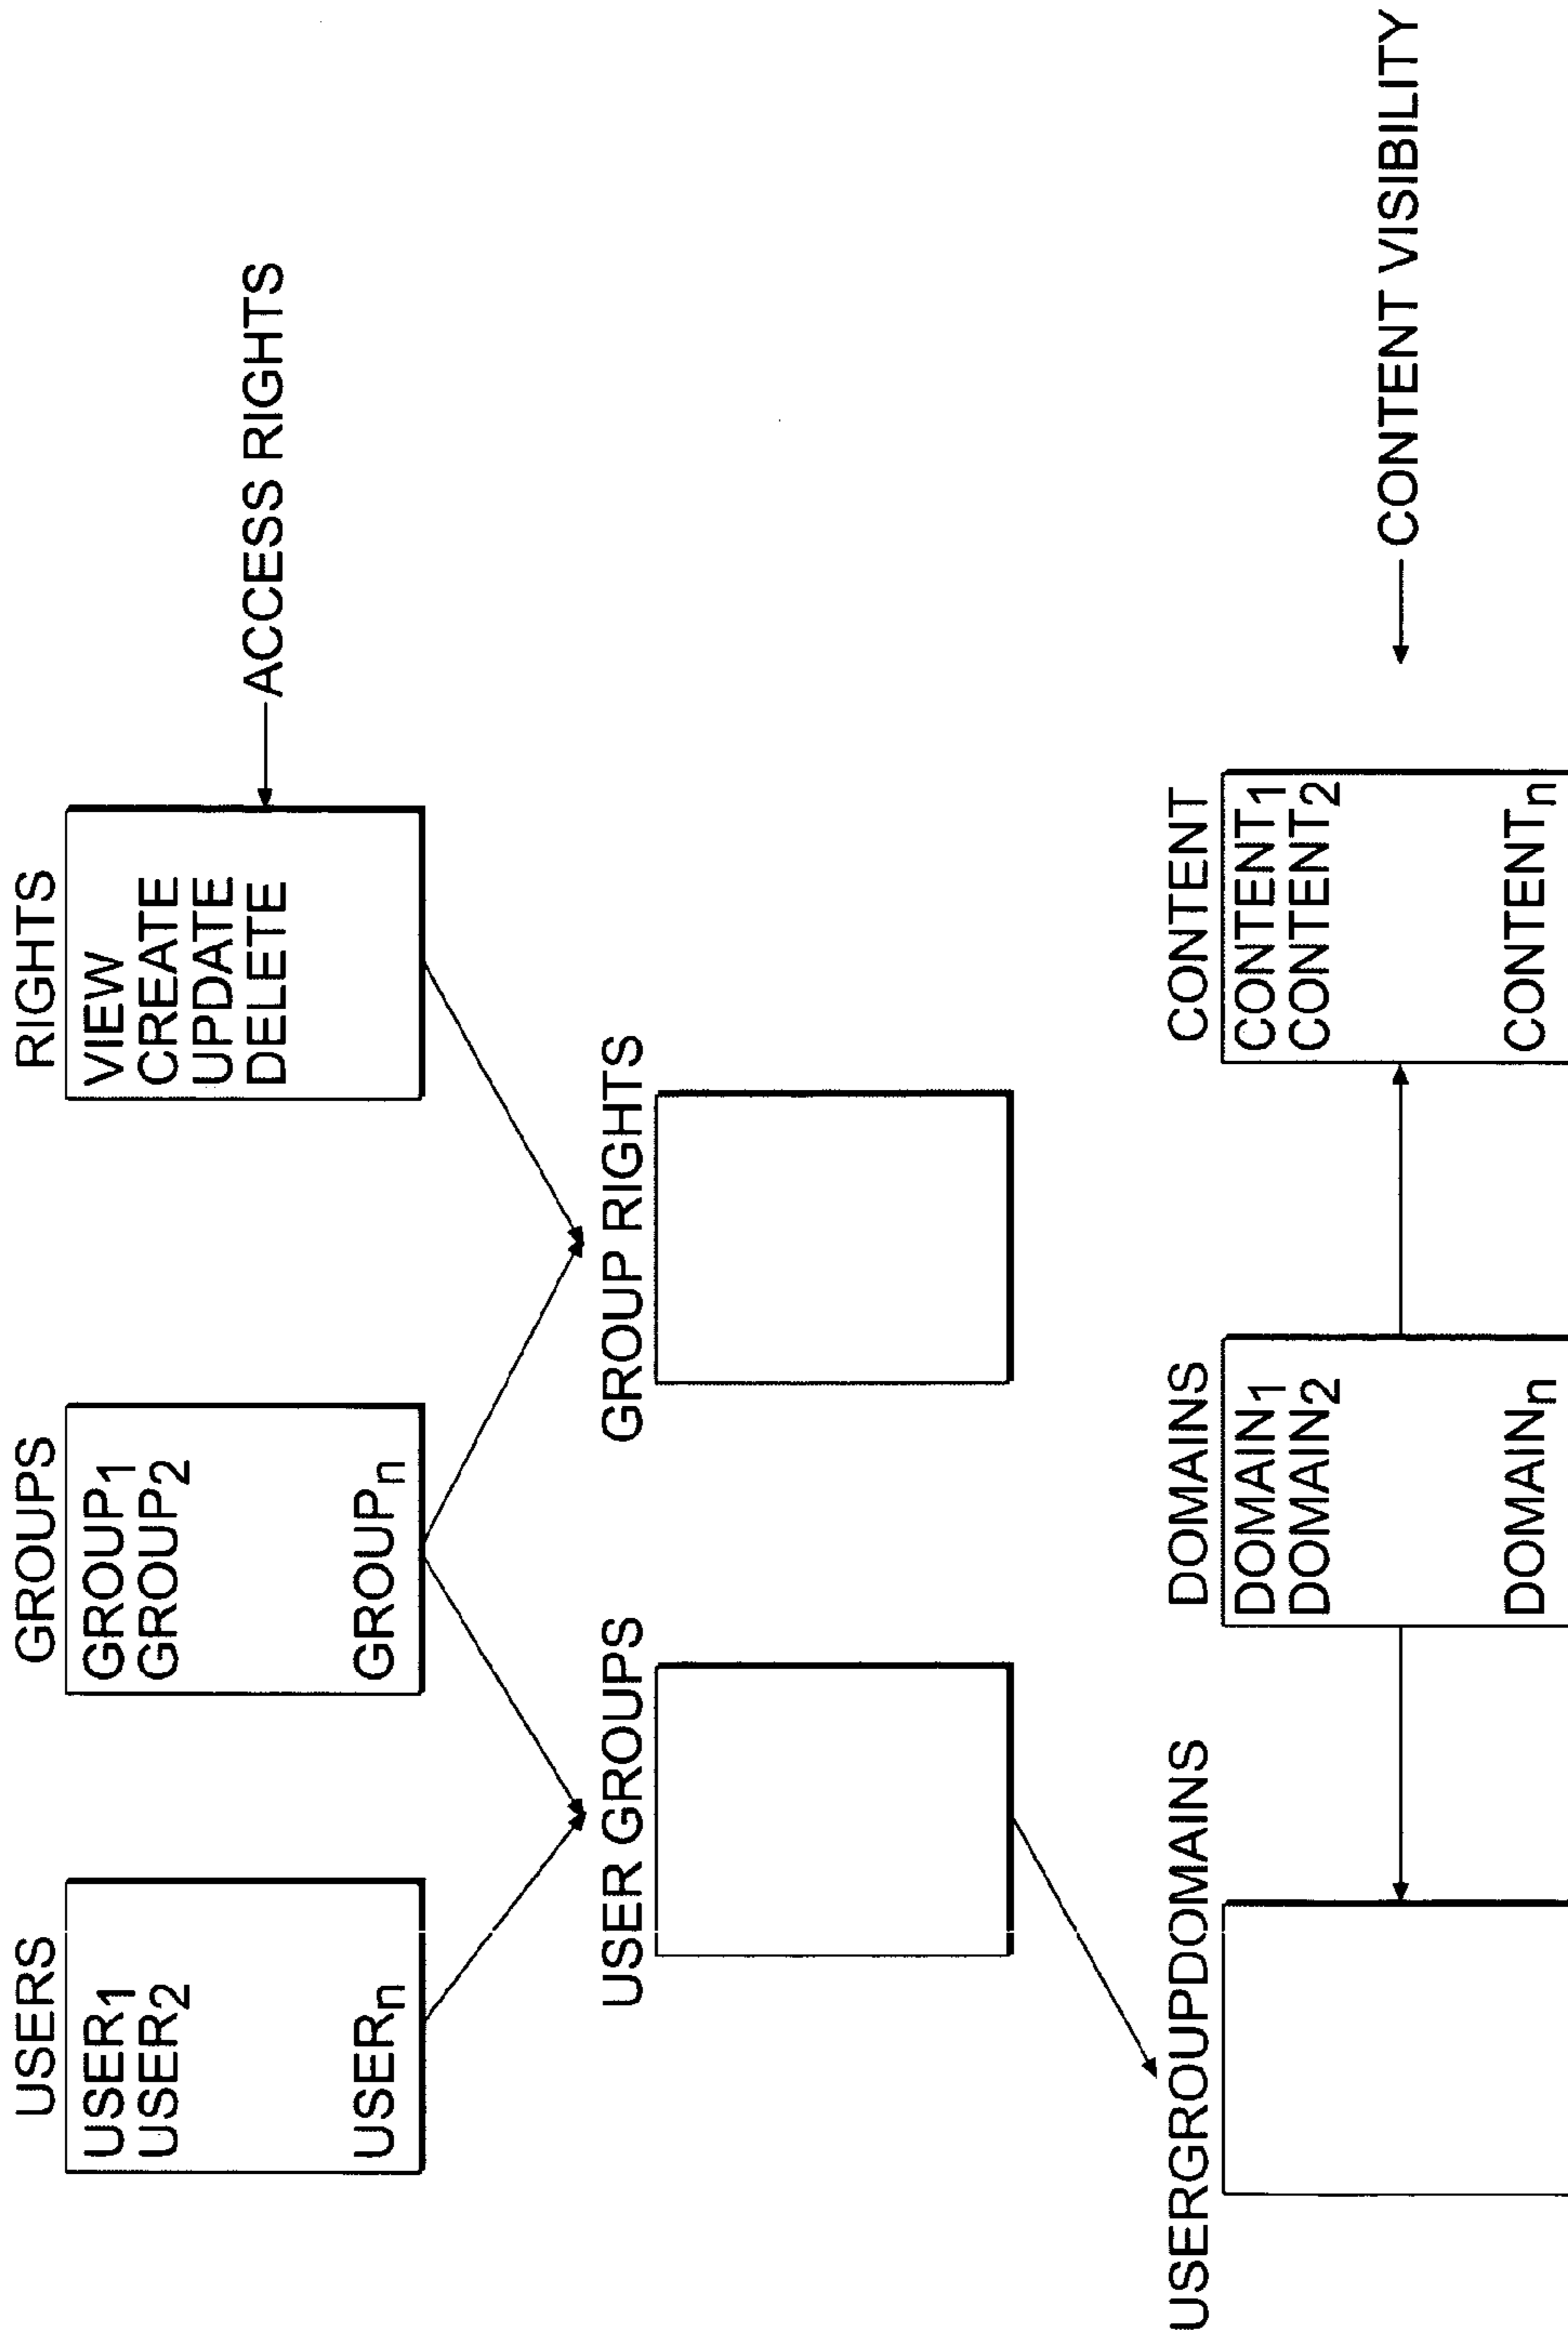 USERS
USER1
USER2
USERn
GROUPS
GROUP1
GROUP2
GROUPn
RIGHTS
VIEW
CREATE
UPDATE
DELETE
ACCESS RIGHTS
USER GROUPS
GROUP RIGHTS
USERGROUPDOMAINS
DOMAINS
DOMAIN1
DOMAIN2
DOMAINn
CONTENT
CONTENT1
CONTENT2
CONTENTn
CONTENT VISIBILITY